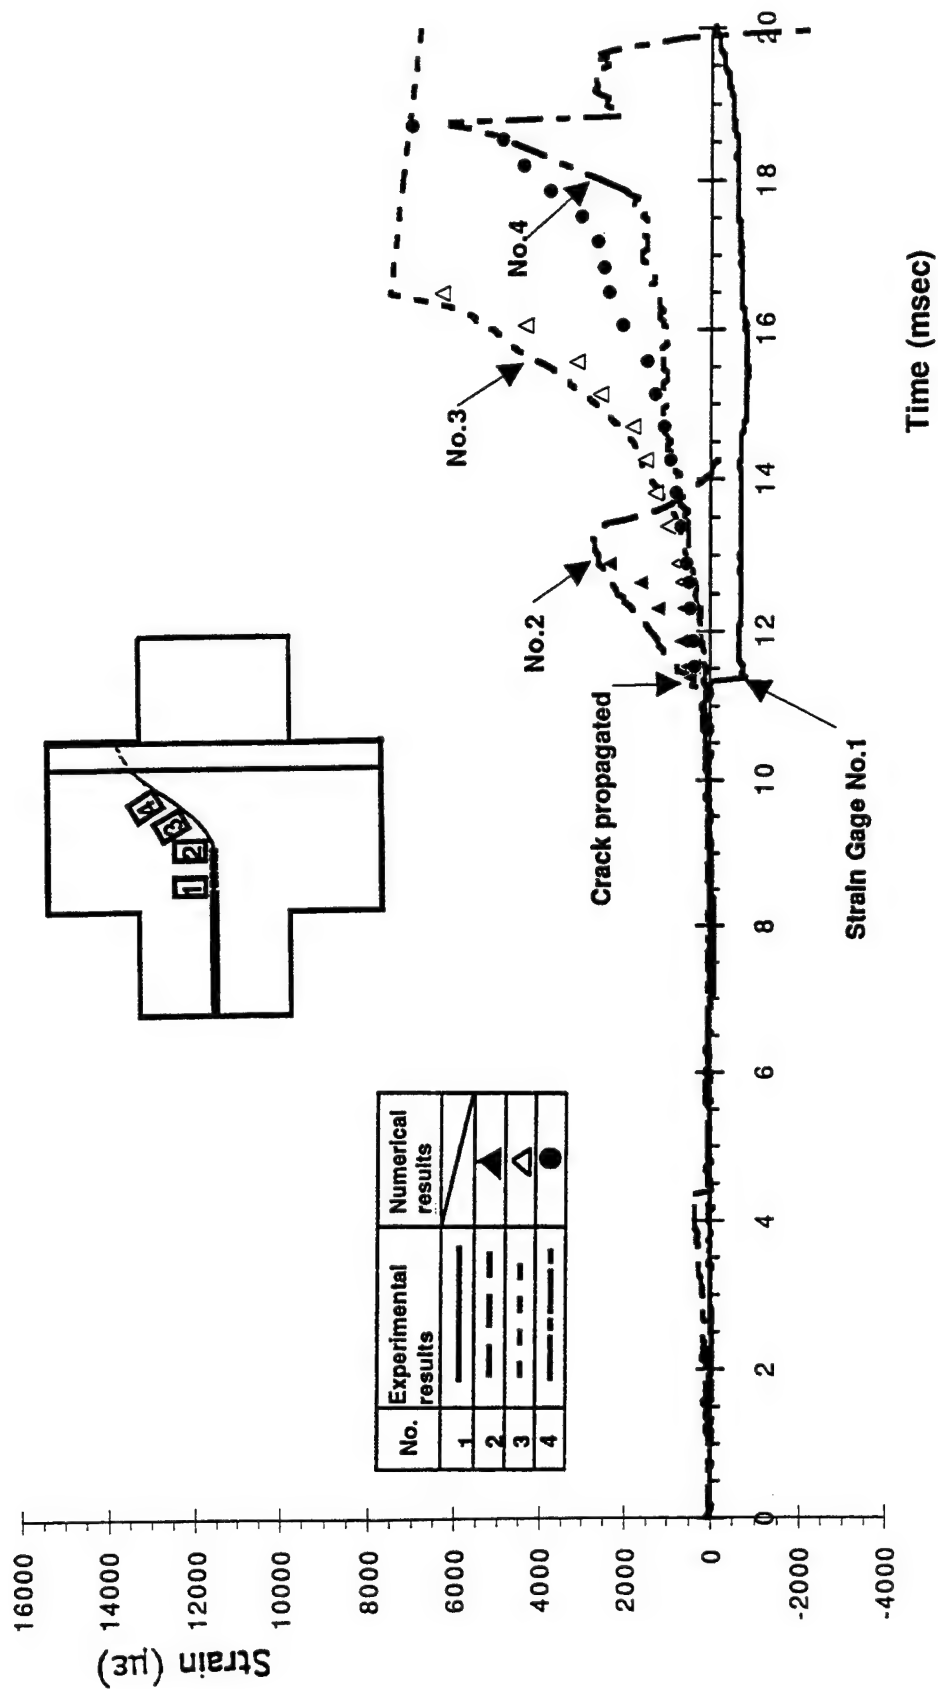 Strain (µε)
16000
14000
12000
10000
8000
6000
4000
2000
0
-2000
-4000
0
2
4
6
8
10
12
14
16
18
20
Time (msec)
No.
Experimental
results
Numerical
results
1
2
3
4
1
2
3
4
Crack propagated
Strain Gage No.1
No.2
No.3
No.4